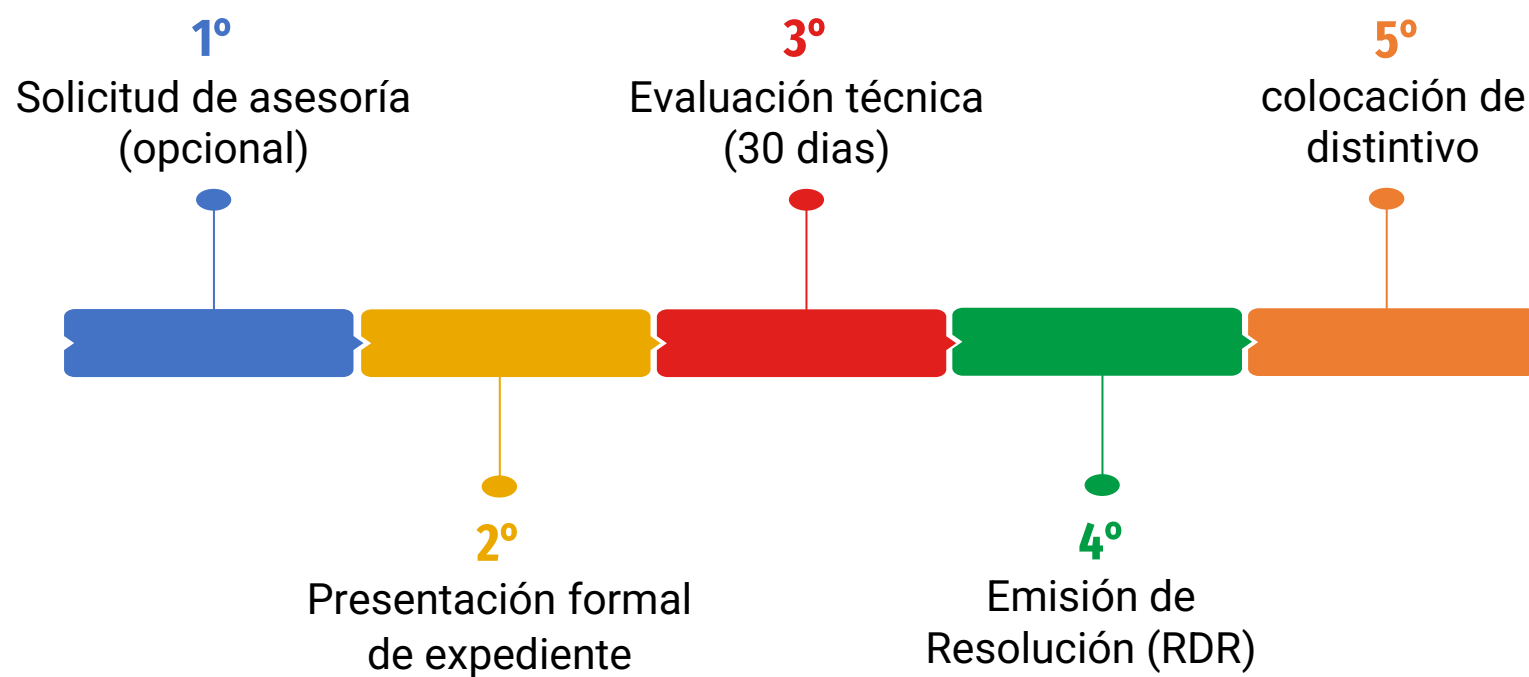 1º
Solicitud de asesoría
(opcional)
2º
Presentación formal
de expediente
3º
Evaluación técnica
(30 dias)
4º
Emisión de
Resolución (RDR)
5º
colocación de
distintivo